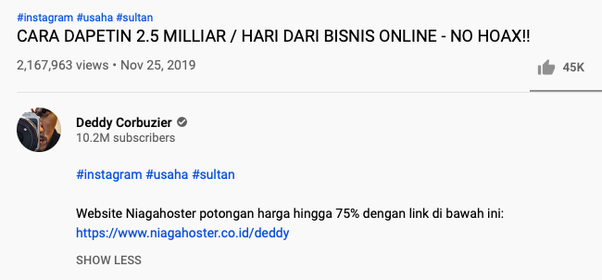 #instagram #usaha #sultan
CARA DAPETIN 2.5 MILLIAR / HARI DARI BISNIS ONLINE - NO HOAX!!
2,167,963 views • Nov 25, 2019
45K
Deddy Corbuzier
10.2M subscribers
#instagram #usaha #sultan
Website Niagahoster potongan harga hingga 75% dengan link di bawah ini:
https://www.niagahoster.co.id/deddy
SHOW LESS